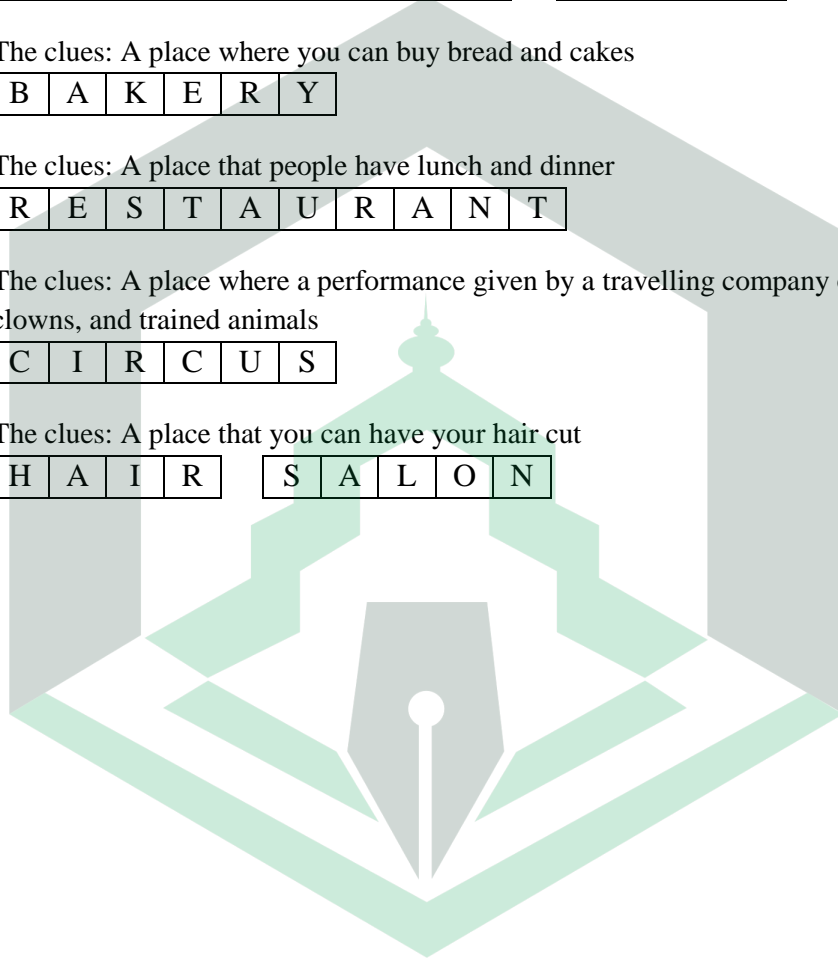 The clues: A place where you can buy bread and cakes
B A K E R Y
The clues: A place that people have lunch and dinner
R E S T A U R A N T
The clues: A place where a performance given by a travelling company
clowns, and trained animals
C I R C U S
The clues: A place that you can have your hair cut
H A I R S A L O N